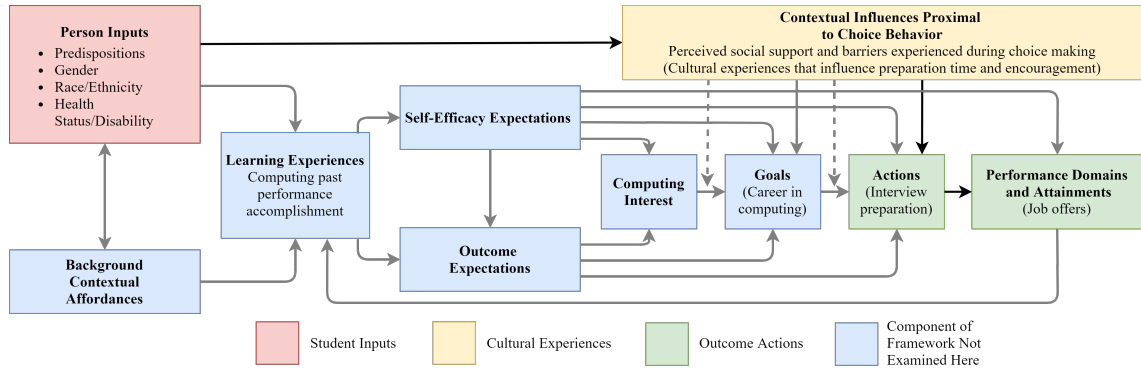 Person Inputs
• Predispositions
• Gender
• Race/Ethnicity
• Health
Status/Disability
Contextual Influences Proximal
to Choice Behavior
Perceived social support and barriers experienced during choice making
(Cultural experiences that influence preparation time and encouragement)
Learning Experiences
Computing past
performance
accomplishment
Self-Efficacy Expectations
Computing
Interest
Goals
(Career in
computing)
Actions
(Interview
preparation)
Performance Domains
and Attainments
(Job offers)
Outcome
Expectations
Background
Contextual
Affordances
Student Inputs
Cultural Experiences
Outcome Actions
Component of
Framework Not
Examined Here